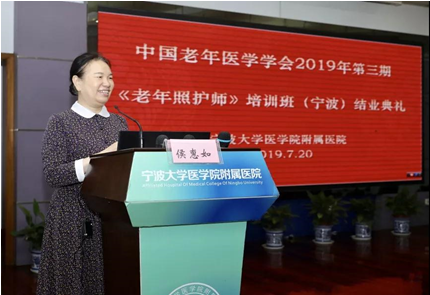 中国老年医学学会2019年第三期
《老年照护师》培训班（宁波）结业典礼
宁波大学医学院附属医院
2019.7.20
侯惠如
宁波大学医学院附属医院
Affiliated Hospital Of Medical College Of Ningbo University